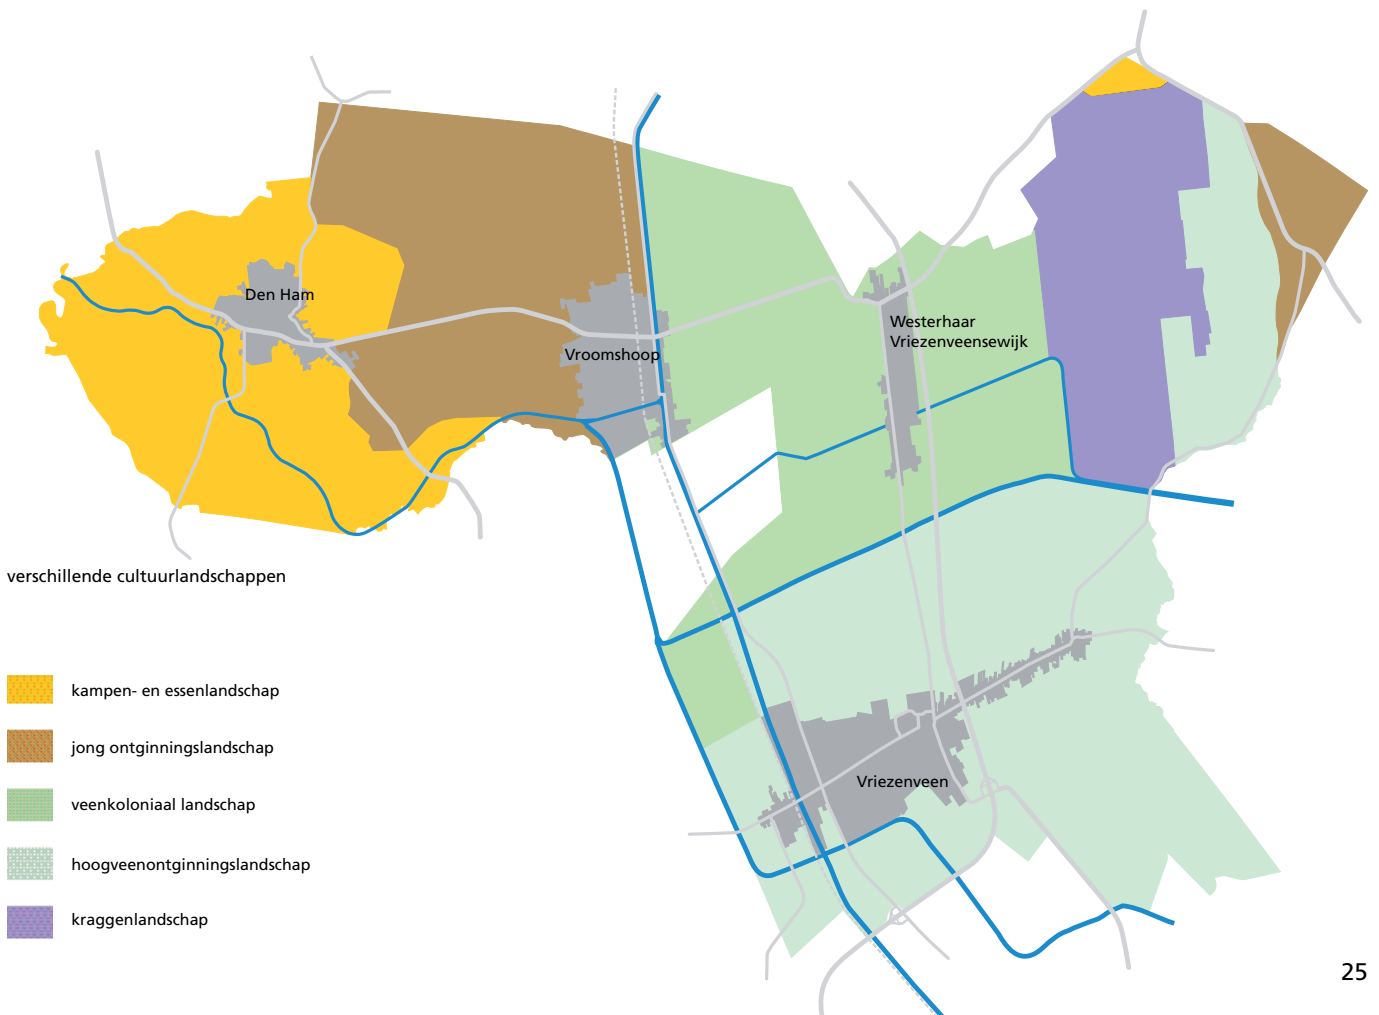 Den Ham
Vroomshoop
Westerhaar
Vriezenveensewijk
verschillende cultuurlandschappen
kampen- en essenlandschap
jong ontginningslandschap
veenkoloniaal landschap
hoogveenontginningslandschap
kraggenlandschap
Vriezenveen
25